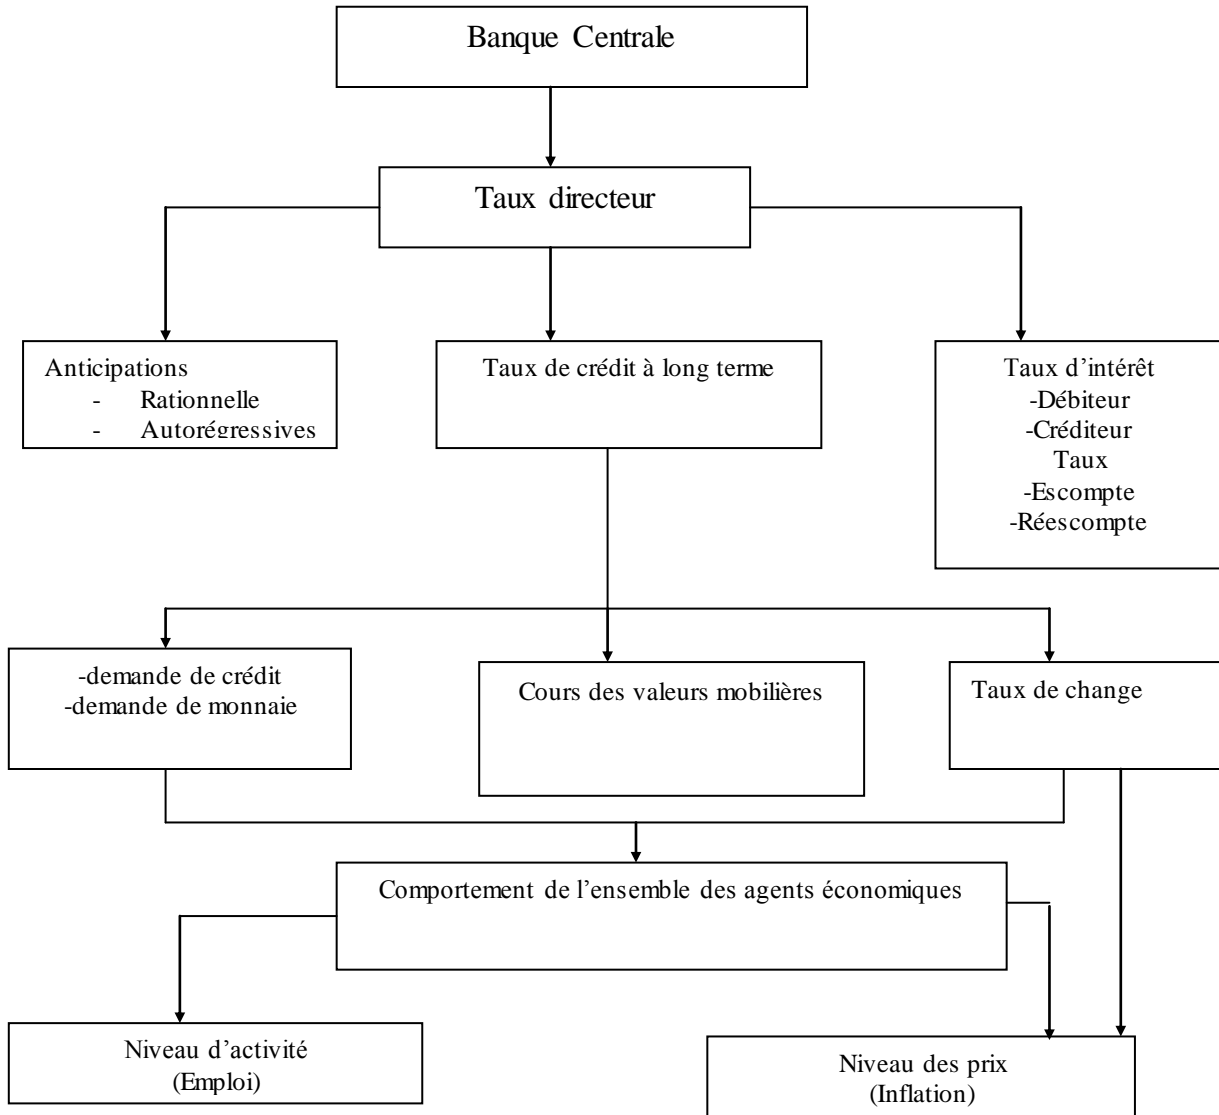 Banque Centrale
Taux directeur
Anticipations
- Rationnelle
- Autorégressives
Taux de crédit à long terme
Taux d’intérêt
-Débiteur
-Créditeur
Taux
-Escompte
-Réescompte
-demande de crédit
-demande de monnaie
Cours des valeurs mobilières
Taux de change
Comportement de l’ensemble des agents économiques
Niveau d’activité
(Emploi)
Niveau des prix
(Inflation)